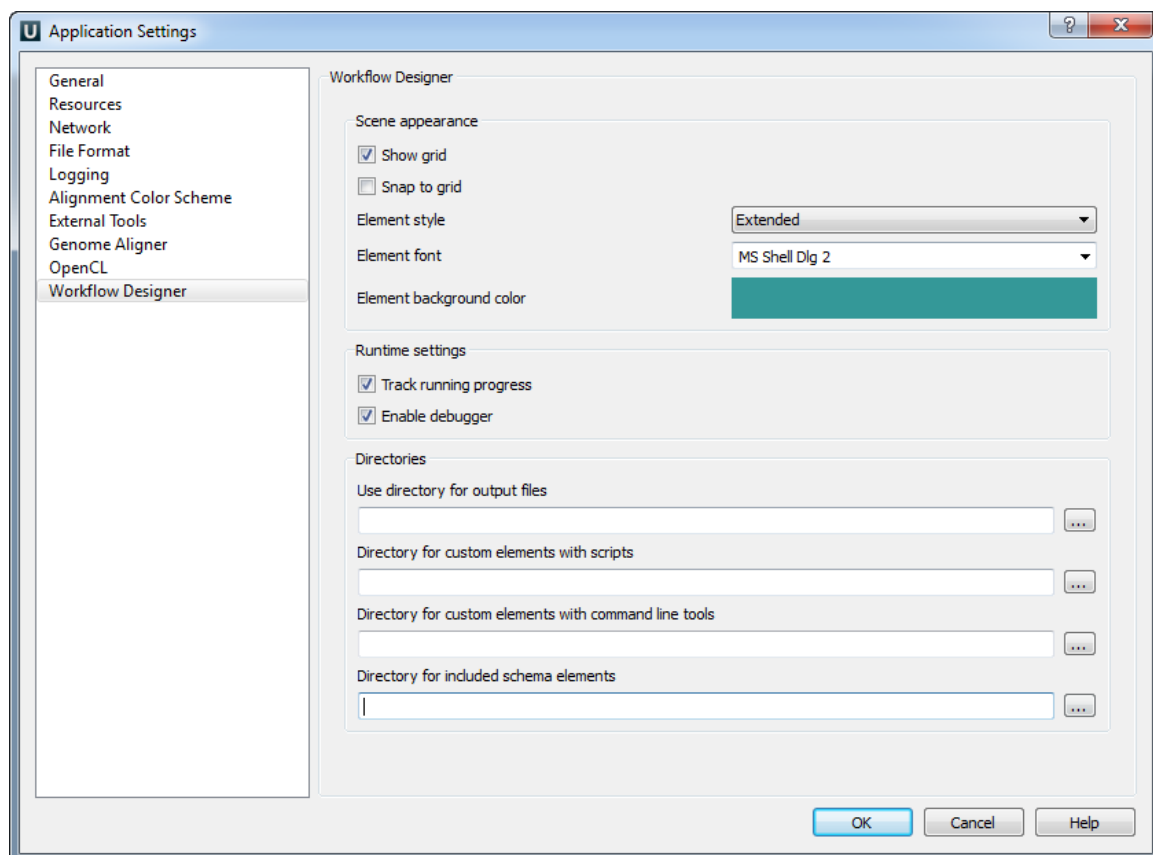 U Application Settings
General
Resources
Network
File Format
Logging
Alignment Color Scheme
External Tools
Genome Aligner
OpenCL
Workflow Designer
Workflow Designer
Scene appearance
Show grid
Snap to grid
Element style Extended
Element font MS Shell Dlg 2
Element background color
Runtime settings
Track running progress
Enable debugger
Directories
Use directory for output files
...
Directory for custom elements with scripts
...
Directory for custom elements with command line tools
...
Directory for included schema elements
...
OK Cancel Help